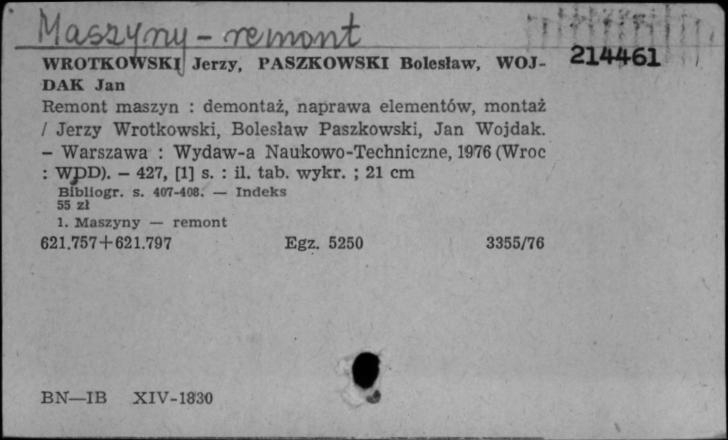 Maszyny - remont
214461
WROTKOWSKI Jerzy, PASZKOWSKI Bolesław, WOJ-
DAK Jan
Remont maszyn : demontaż, naprawa elementów, montaż
/ Jerzy Wrotkowski, Bolesław Paszkowski, Jan Wojdak.
– Warszawa : Wydaw-a Naukowo-Techniczne, 1976 (Wroc
: WDD). – 427, [1] s. : il. tab. wykr. ; 21 cm
Bibliogr. s. 407-408. — Indeks
55 zł
1. Maszyny — remont
621.757+621.797 Egz. 5250 3355/76
BN—IB XIV-1830